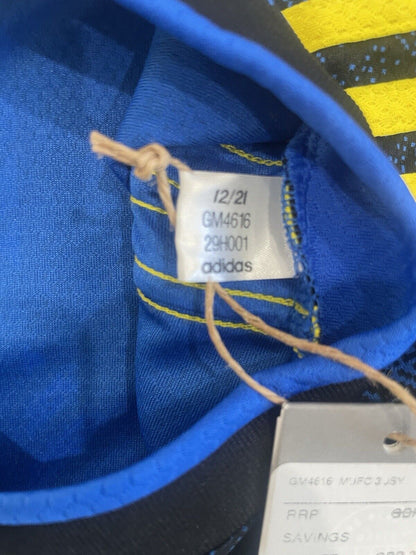 12/21
GM4616
29H001
adidas
GM4616 MUFC 3 JSY
RRP
SAVINGS